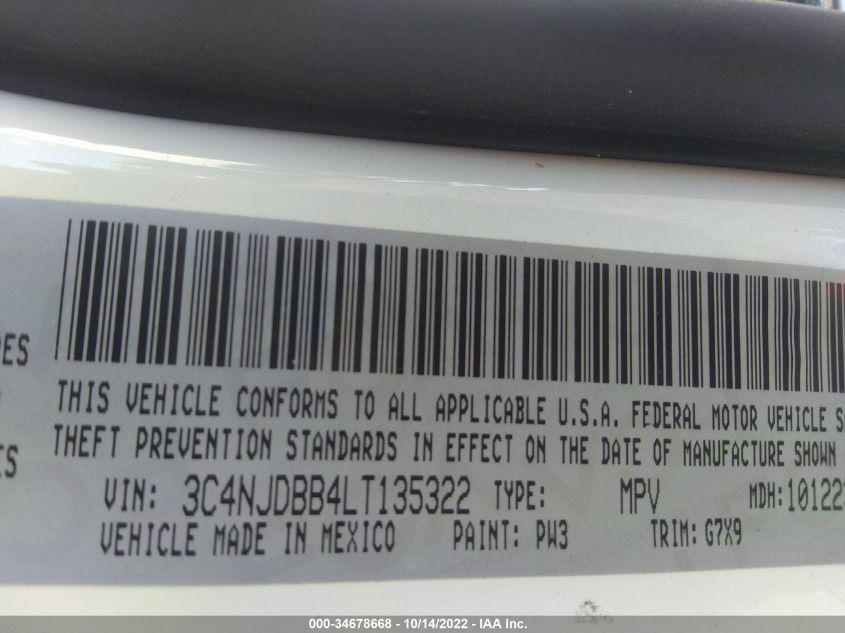 THIS VEHICLE CONFORMS TO ALL APPLICABLE U.S.A. FEDERAL MOTOR VEHICLE
THEFT PREVENTION STANDARDS IN EFFECT ON THE DATE OF MANUFACTURE SHOWN
VIN: 3C4NJDBB4LT135322 TYPE: MPV MDH:10122
VEHICLE MADE IN MEXICO PAINT: PW3 TRIM: G7X9
000-34678668 - 10/14/2022 - IAA Inc.